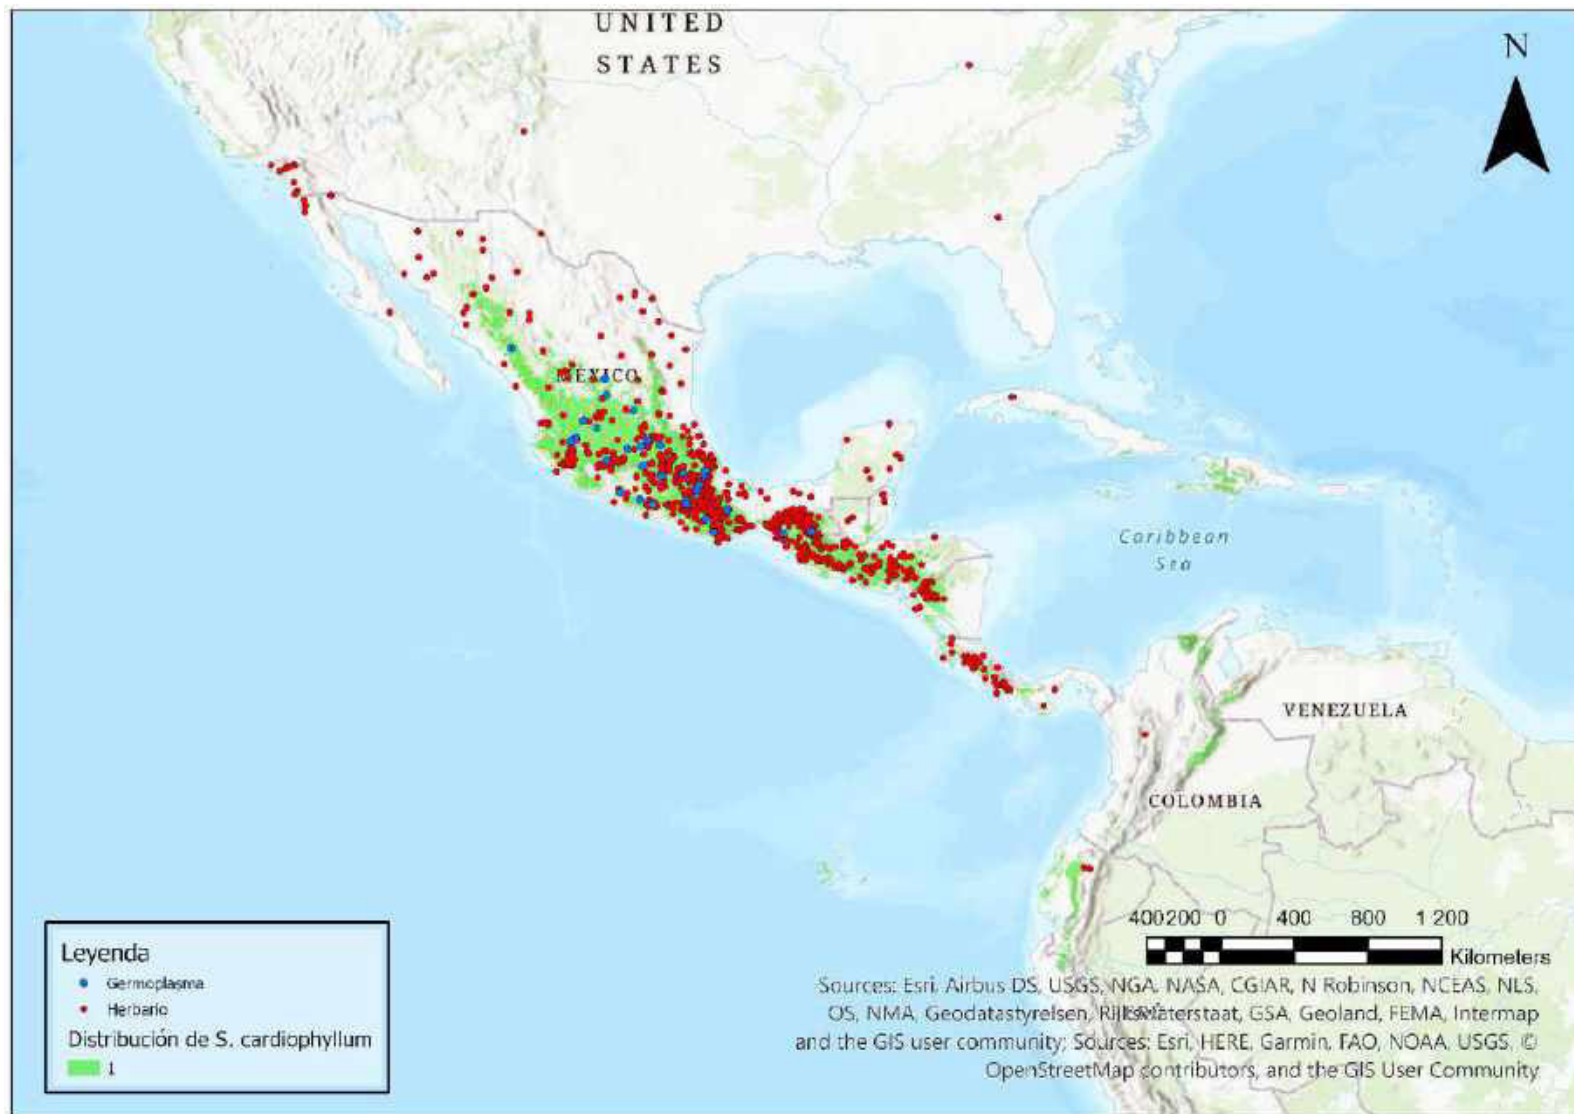 UNITED
STATES
N
MÉXICO
Caribbean
Sea
VENEZUELA
COLOMBIA
Leyenda
Germoplasma
Herbario
Distribución de S. cardiophyllum
1
400 200 0 400 800 1 200
Kilometers
Sources: Esri, Airbus DS, USGS, NGA, NASA, CGIAR, N Robinson, NCEAS, NLS,
OS, NMA, Geodatastyrelsen, Rijkswaterstaat, GSA, Geoland, FEMA, Intermap
and the GIS user community; Sources: Esri, HERE, Garmin, FAO, NOAA, USGS, ©
OpenStreetMap contributors, and the GIS User Community